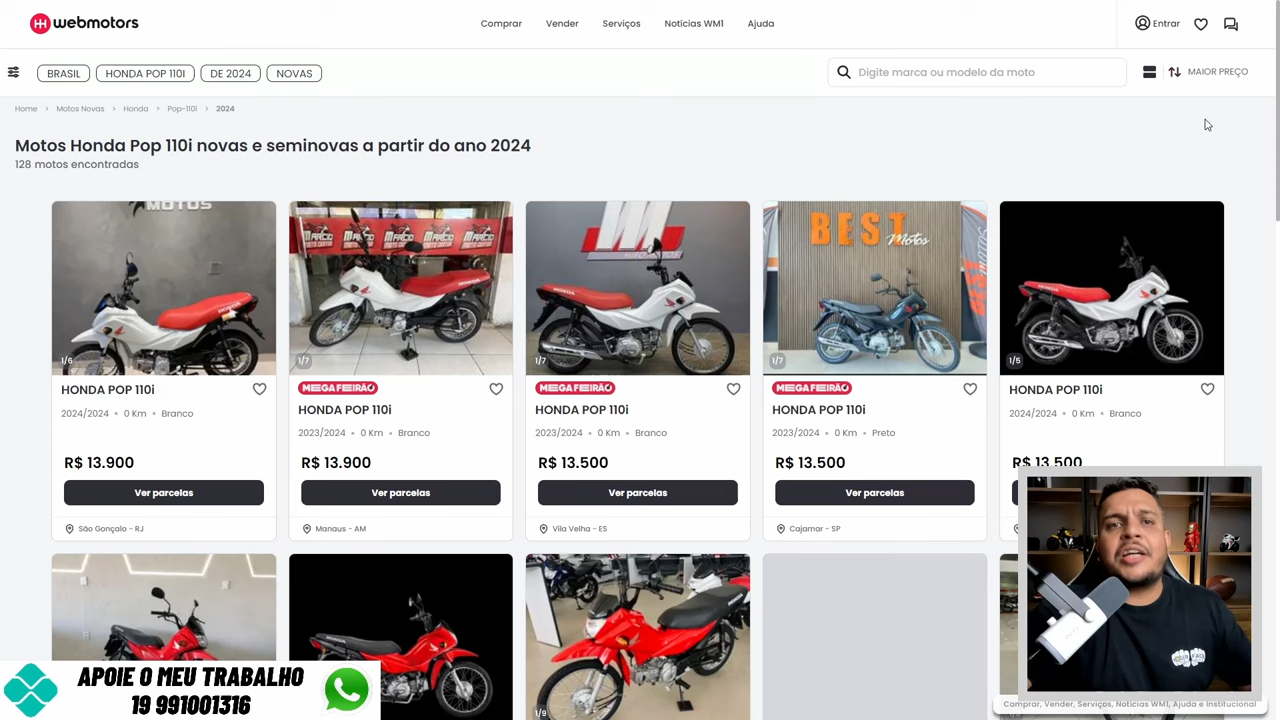 webmotors
Comprar
Vender
Serviços
Notícias WM1
Ajuda
Entrar
BRASIL
HONDA POP 110I
DE 2024
NOVAS
Digite marca ou modelo da moto
MAIOR PREÇO
Home > Motos Novas > Honda > Pop-110i > 2024
Motos Honda Pop 110i novas e seminovas a partir do ano 2024
128 motos encontradas
MOTOS
1/6
HONDA POP 110i
2024/2024 • 0 Km • Branco
R$ 13.900
Ver parcelas
São Gonçalo - RJ
1/7
MEGAFEIRÃO
HONDA POP 110i
2023/2024 • 0 Km • Branco
R$ 13.900
Ver parcelas
Manaus - AM
1/7
MEGAFEIRÃO
HONDA POP 110i
2023/2024 • 0 Km • Branco
R$ 13.500
Ver parcelas
Vila Velha - ES
BEST
Motos
1/7
MEGAFEIRÃO
HONDA POP 110i
2023/2024 • 0 Km • Preto
R$ 13.500
Ver parcelas
Cajamar - SP
1/5
HONDA POP 110i
2024/2024 • 0 Km • Branco
R$ 13.500
1/9
APOIE O MEU TRABALHO
19 991001316
Comprar, Vender, Serviços, Notícias WM1, Ajuda e Institucional